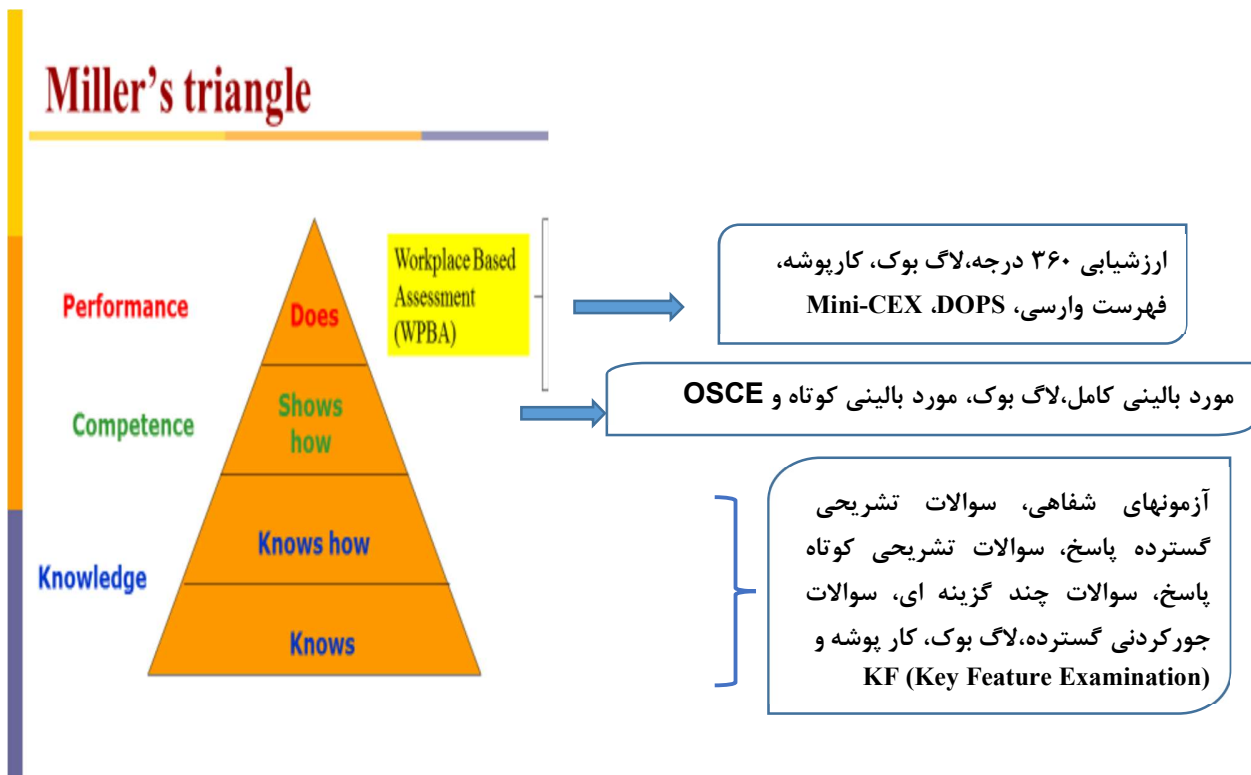 Miller's triangle
Performance
Does
Workplace Based
Assessment
(WPBA)
ارزشیابی ۳۶۰ درجه،لاگ بوک، کارپوشه،
فهرست وارسی، Mini-CEX ،DOPS
Competence
Shows
how
مورد بالینی کامل،لاگ بوک، مورد بالینی کوتاه و OSCE
Knowledge
Knows how
Knows
آزمونهای شفاهی، سوالات تشریحی
گسترده پاسخ، سوالات تشریحی کوتاه
پاسخ، سوالات چند گزینه ای، سوالات
جورکردنی گسترده،لاگ بوک، کار پوشه و
KF (Key Feature Examination)